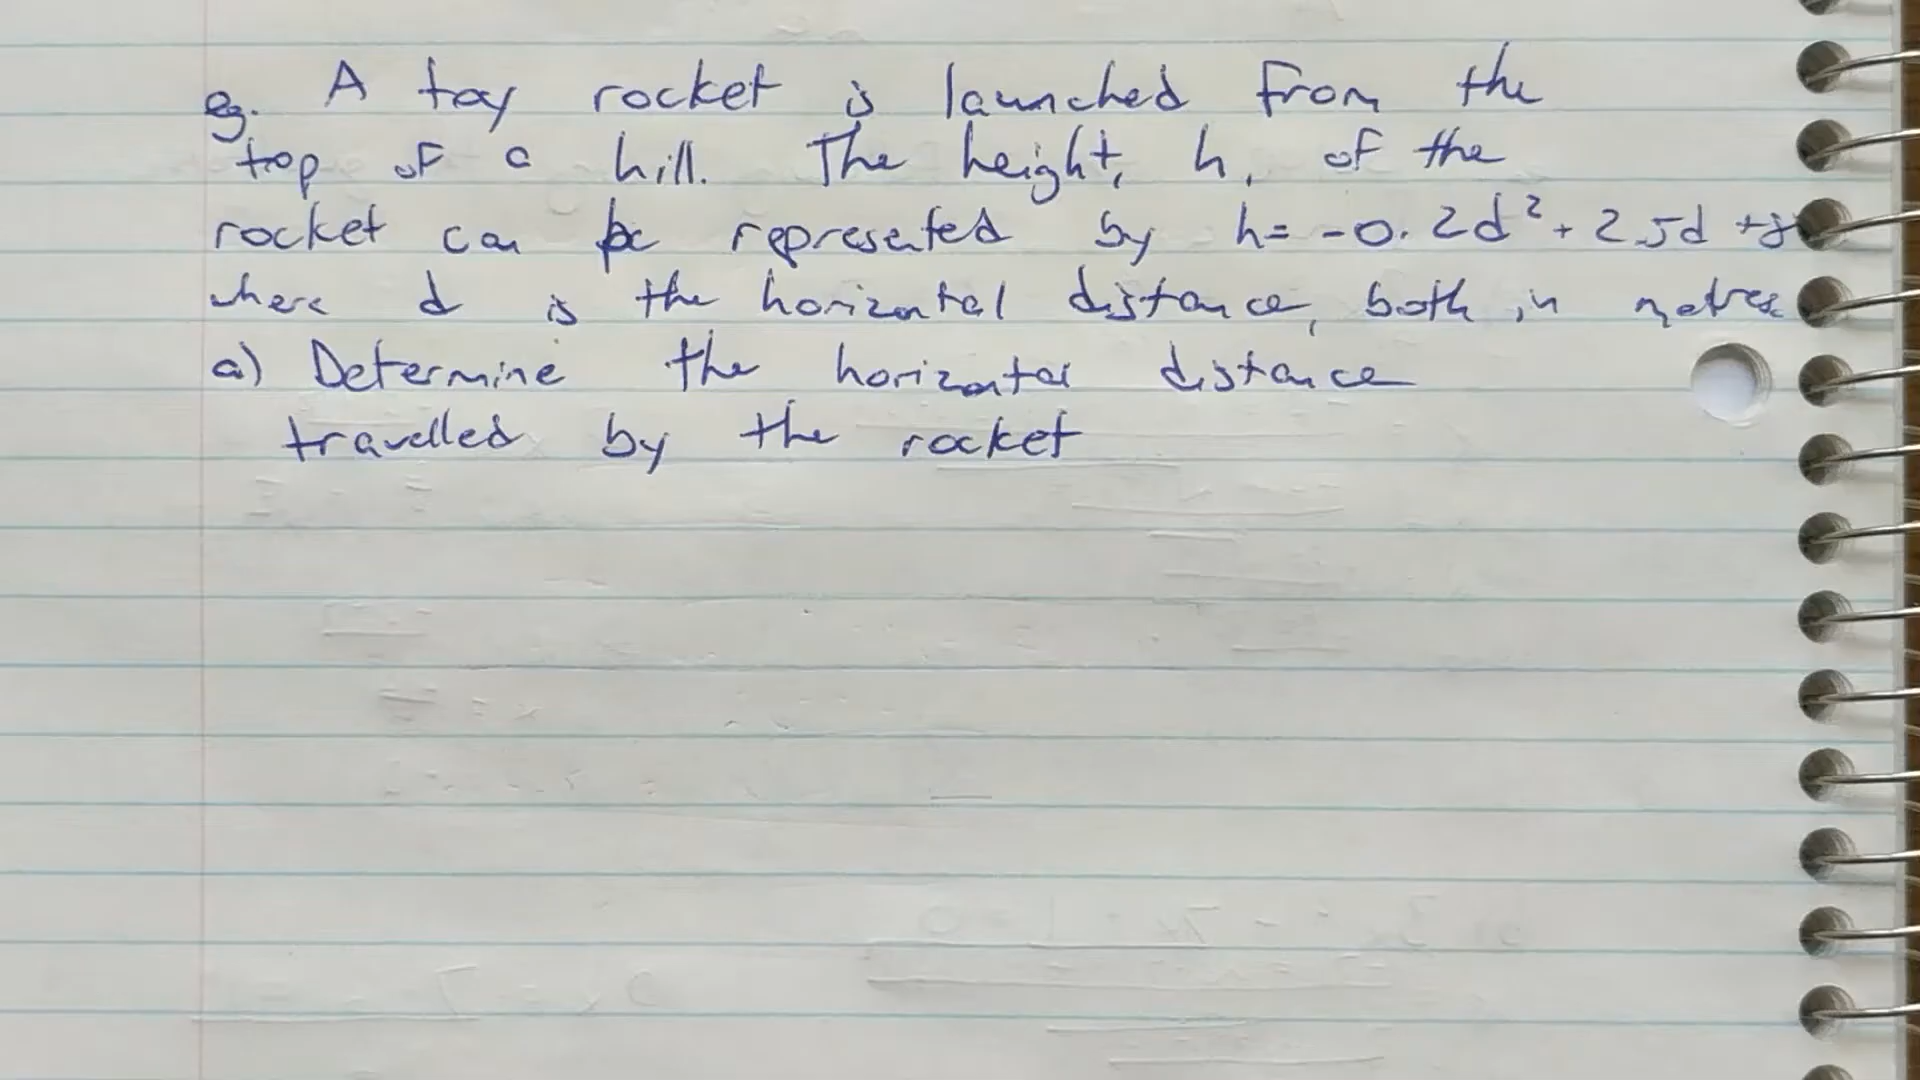 eg. A toy rocket is launched from the
top of a hill. The height, h, of the
rocket can be represented by h = -0.2d² + 2.5d +
where d is the horizontal distance, both in metres
a) Determine the horizontal distance
travelled by the rocket